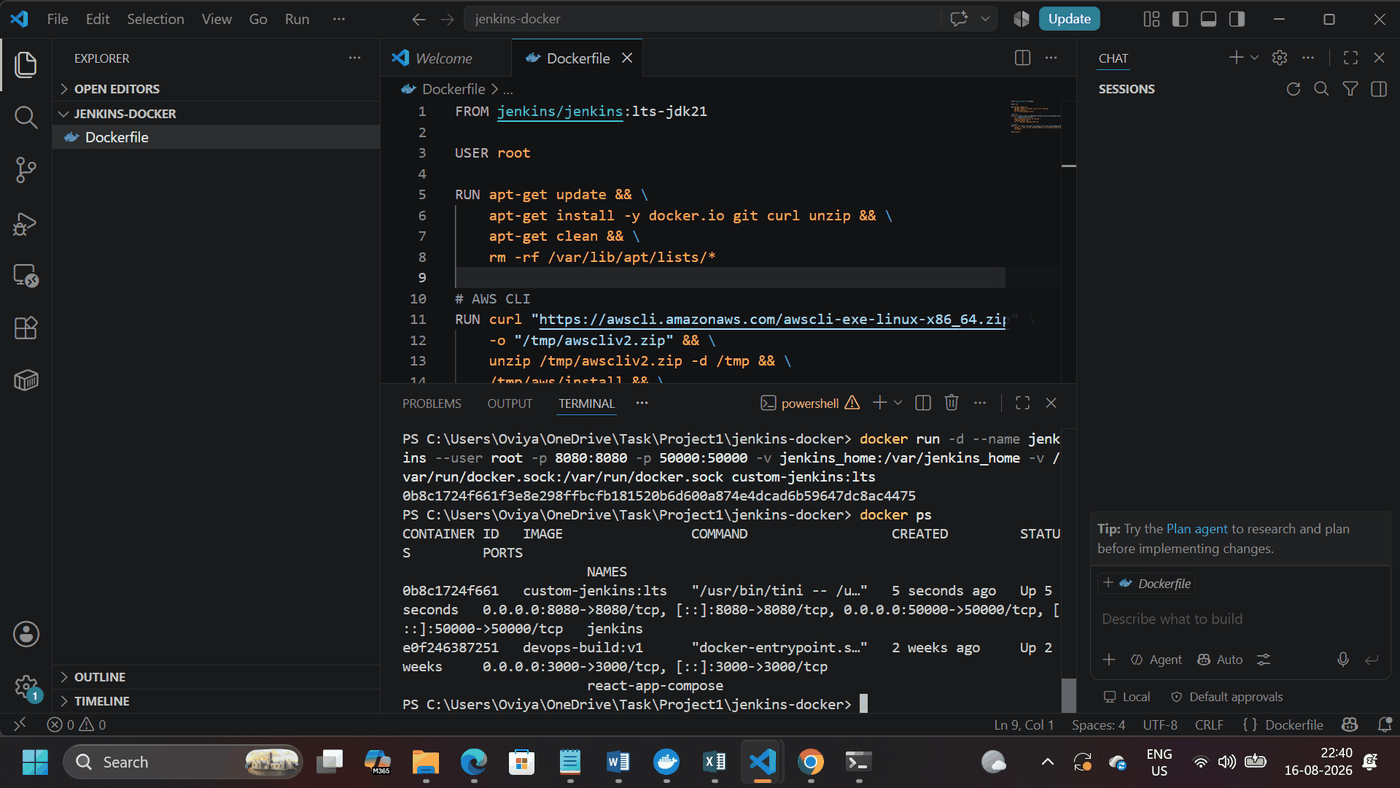 File Edit Selection View Go Run ··· jenkins-docker Update
EXPLORER ···
OPEN EDITORS
JENKINS-DOCKER
Dockerfile
OUTLINE
TIMELINE
1
Welcome Dockerfile ···
Dockerfile > ...
1 FROM jenkins/jenkins:lts-jdk21
2
3 USER root
4
5 RUN apt-get update && \
6 apt-get install -y docker.io git curl unzip && \
7 apt-get clean && \
8 rm -rf /var/lib/apt/lists/*
9
10 # AWS CLI
11 RUN curl "https://awscli.amazonaws.com/awscli-exe-linux-x86_64.zip" \
12 -o "/tmp/awscliv2.zip" && \
13 unzip /tmp/awscliv2.zip -d /tmp && \
14 /tmp/aws/install && \
PROBLEMS OUTPUT TERMINAL ··· powershell ···
PS C:\Users\Oviya\OneDrive\Task\Project1\jenkins-docker> docker run -d --name jenk
ins --user root -p 8080:8080 -p 50000:50000 -v jenkins_home:/var/jenkins_home -v /
var/run/docker.sock:/var/run/docker.sock custom-jenkins:lts
0b8c1724f661f3e8e298ffbcfb181520b6d600a874e4dcad6b59647dc8ac4475
PS C:\Users\Oviya\OneDrive\Task\Project1\jenkins-docker> docker ps
CONTAINER ID IMAGE COMMAND CREATED STATU
S PORTS
NAMES
0b8c1724f661 custom-jenkins:lts "/usr/bin/tini -- /u…" 5 seconds ago Up 5
seconds 0.0.0.0:8080->8080/tcp, [::]:8080->8080/tcp, 0.0.0.0:50000->50000/tcp, [
::]:50000->50000/tcp jenkins
e0f246387251 devops-build:v1 "docker-entrypoint.s…" 2 weeks ago Up 2
weeks 0.0.0.0:3000->3000/tcp, [::]:3000->3000/tcp
react-app-compose
PS C:\Users\Oviya\OneDrive\Task\Project1\jenkins-docker>
CHAT ···
SESSIONS
Tip: Try the Plan agent to research and plan
before implementing changes.
Dockerfile
Describe what to build
Agent Auto
Local Default approvals
0 0 Ln 9, Col 1 Spaces: 4 UTF-8 CRLF { } Dockerfile
Search M365 ENG
US
22:40
16-08-2026